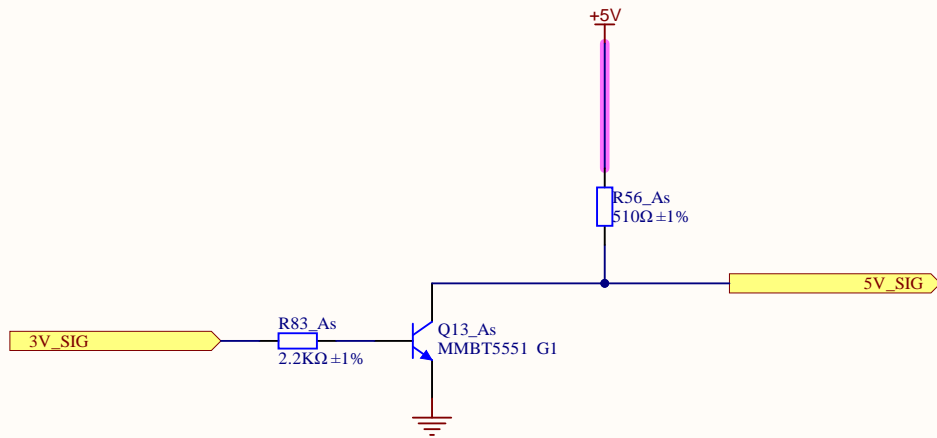 +5V
R56_As
510Ω ±1%
5V_SIG
3V_SIG
R83_As
2.2KΩ ±1%
Q13_As
MMBT5551 G1